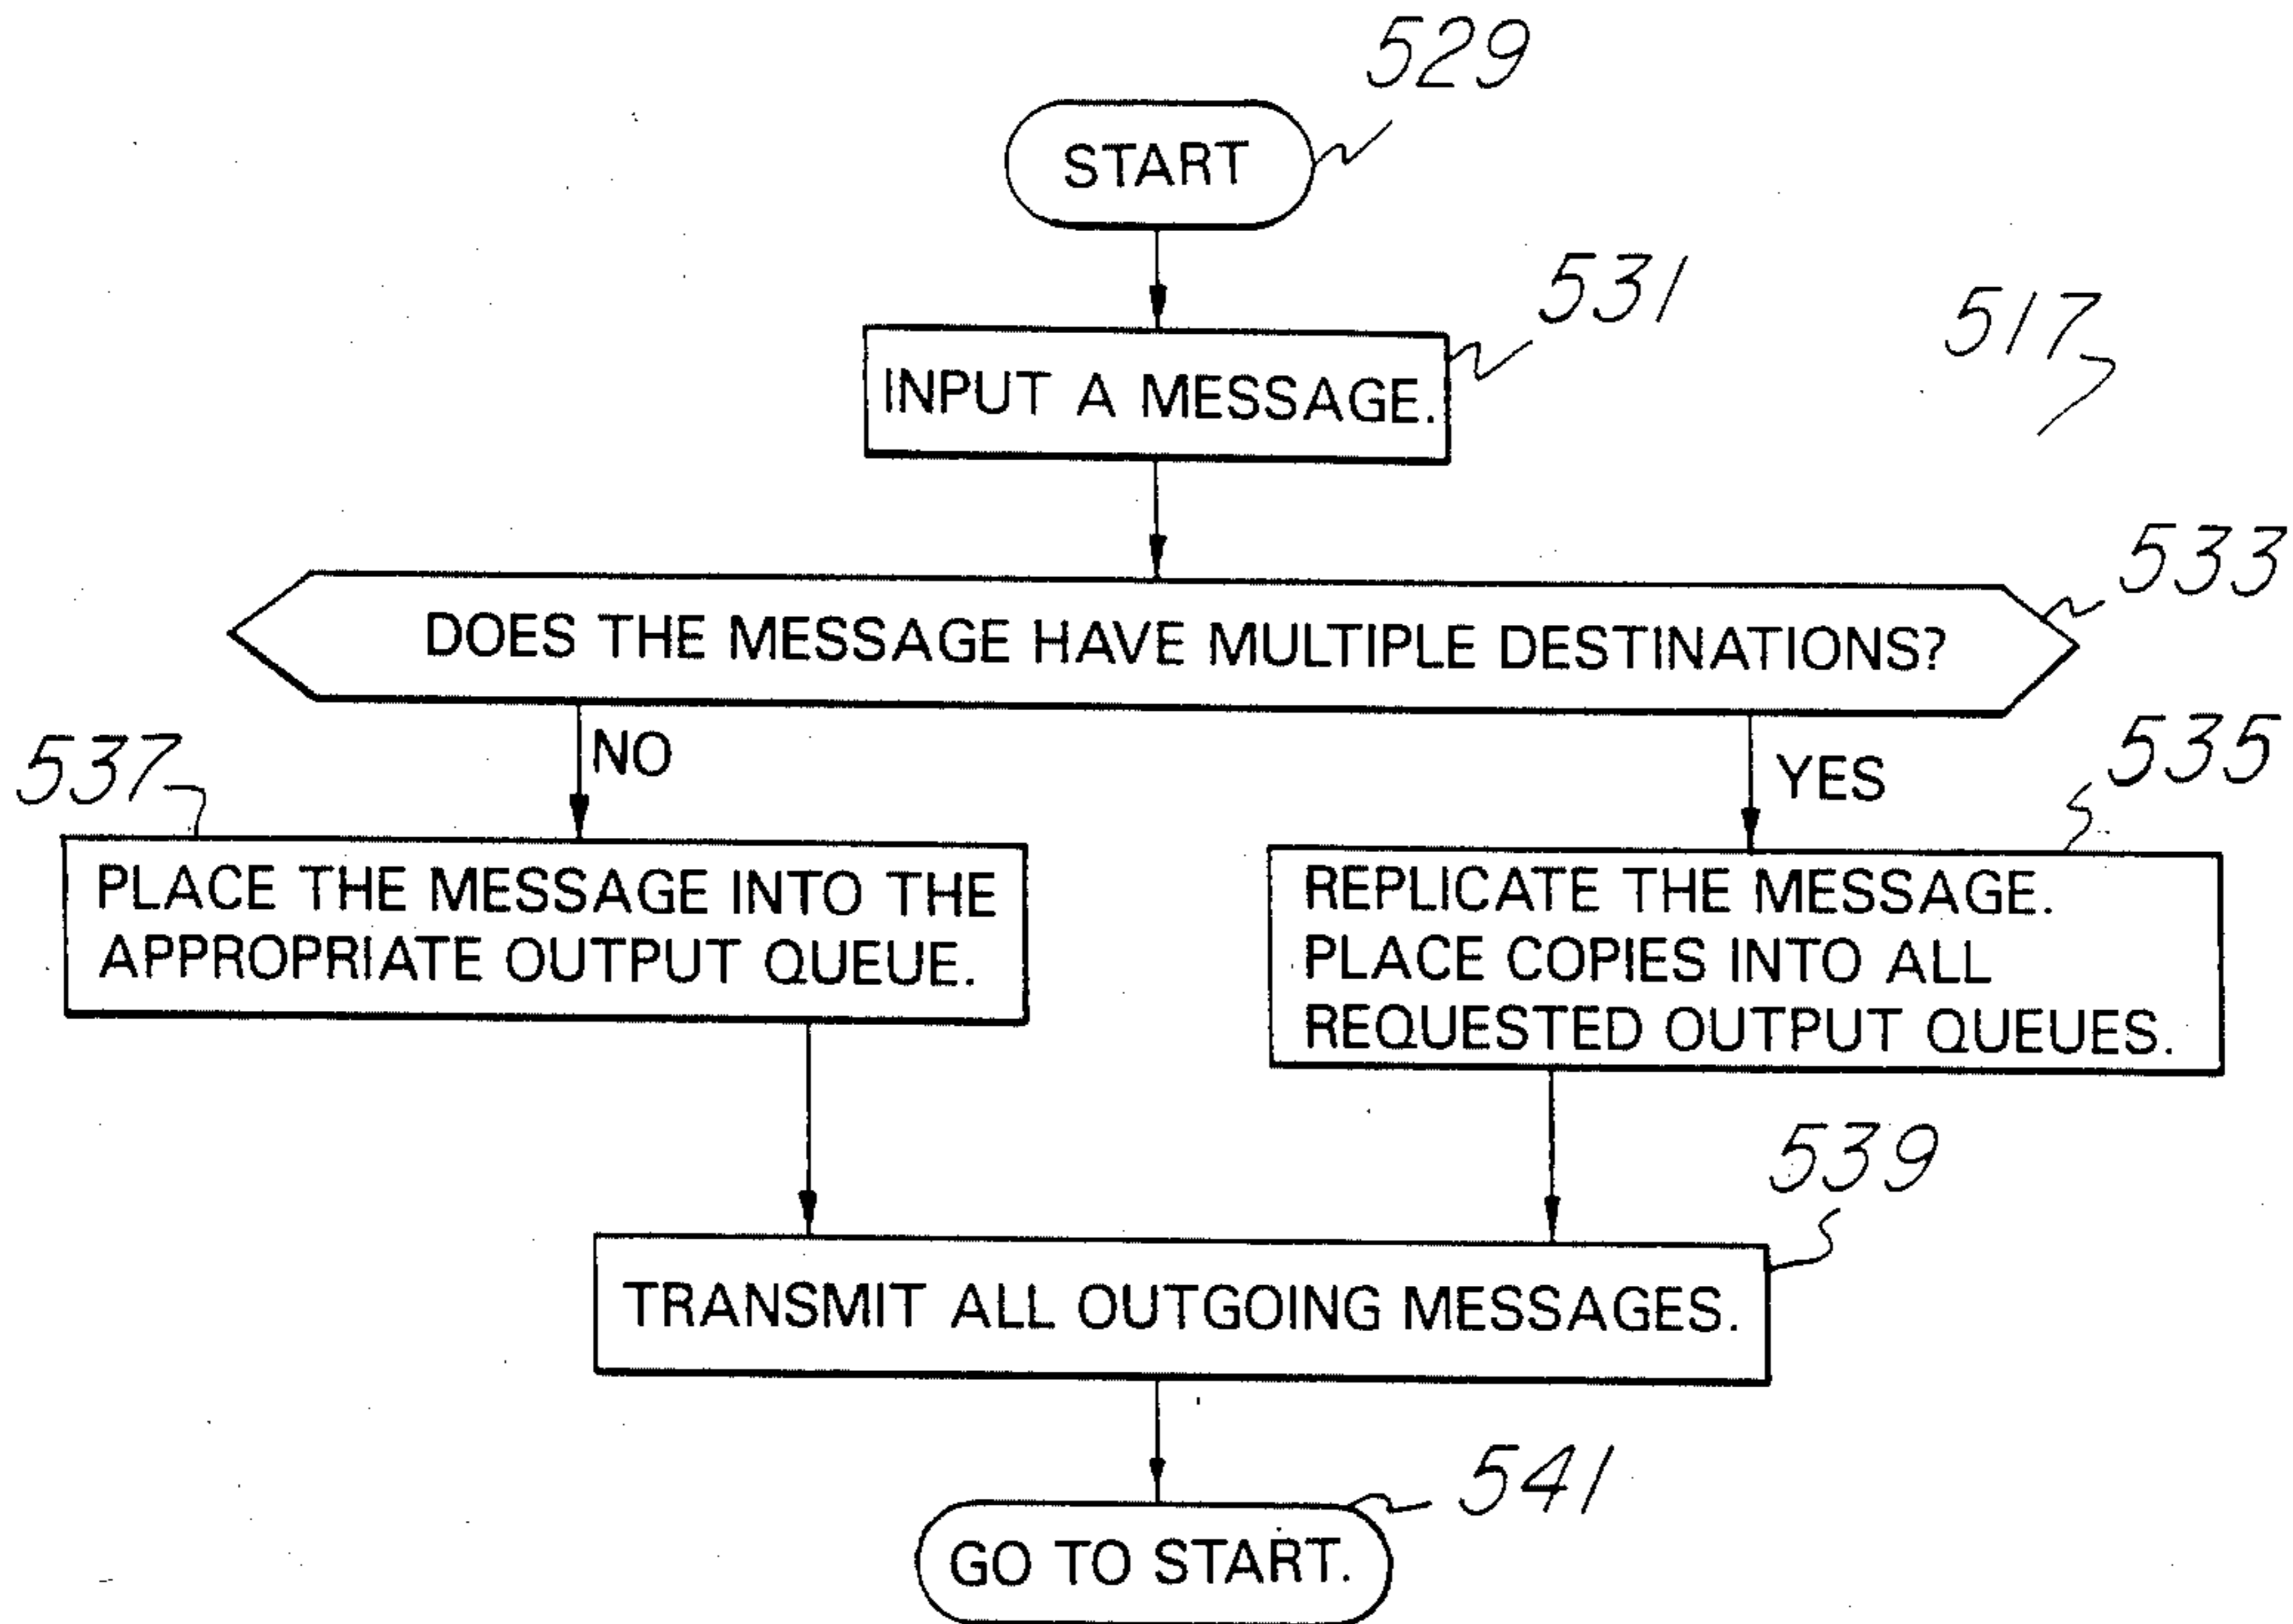 529
START
531
INPUT A MESSAGE.
517
533
DOES THE MESSAGE HAVE MULTIPLE DESTINATIONS?
537
NO
YES
535
PLACE THE MESSAGE INTO THE
APPROPRIATE OUTPUT QUEUE.
REPLICATE THE MESSAGE.
PLACE COPIES INTO ALL
REQUESTED OUTPUT QUEUES.
539
TRANSMIT ALL OUTGOING MESSAGES.
541
GO TO START.